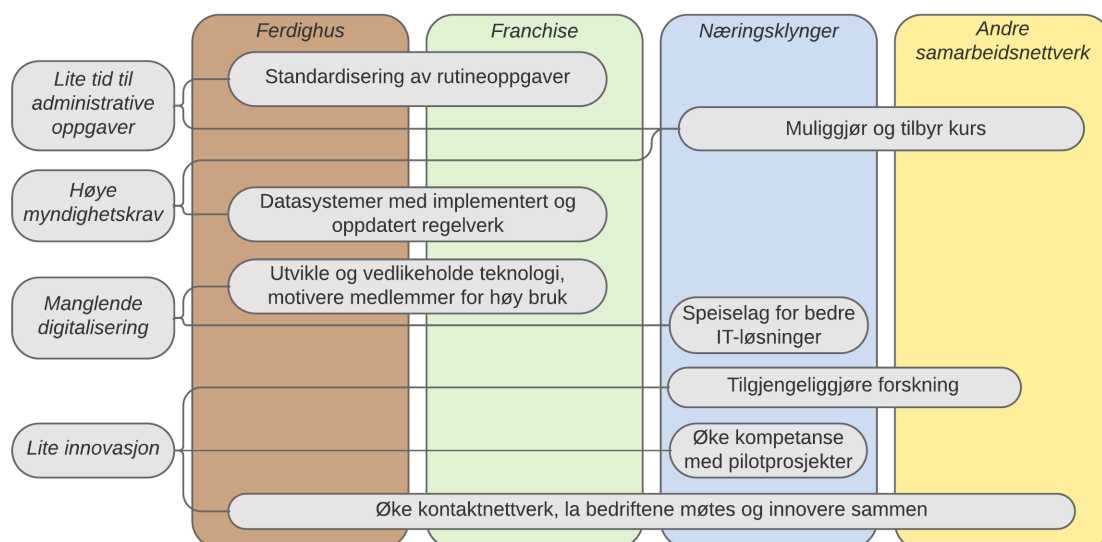 Ferdighus
Franchise
Næringsklynger
Andre
samarbeidsnettverk
Lite tid til
administrative
oppgaver
Standardisering av rutineoppgaver
Muliggjør og tilbyr kurs
Høye
myndighetskrav
Datasystemer med implementert og
oppdatert regelverk
Manglende
digitalisering
Utvikle og vedlikeholde teknologi,
motivere medlemmer for høy bruk
Speiselag for bedre
IT-løsninger
Tilgjengeliggjøre forskning
Lite innovasjon
Øke kompetanse
med pilotprosjekter
Øke kontaktnettverk, la bedriftene møtes og innovere sammen